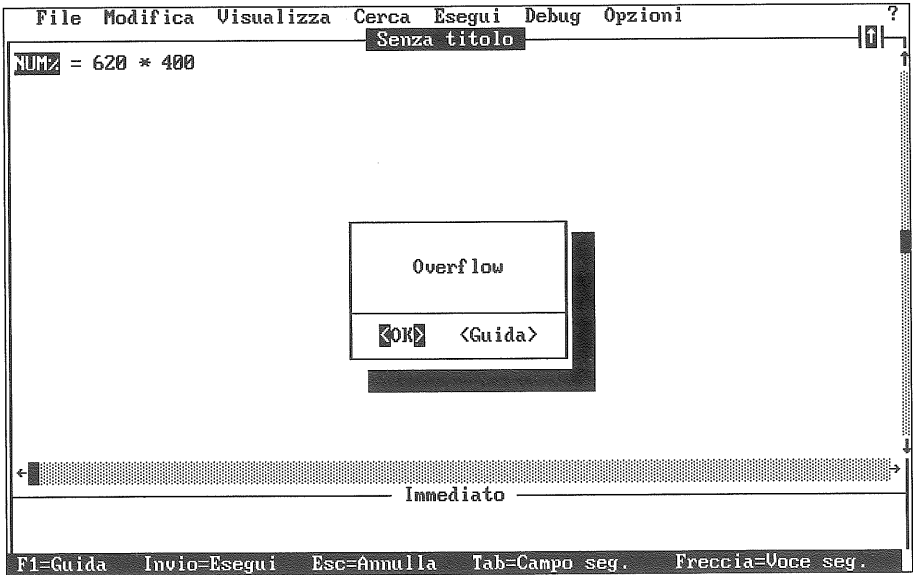 File Modifica Visualizza Cerca Esegui Debug Opzioni ?
Senza titolo
NUM% = 620 * 400
Overflow
<OK> <Guida>
Immediato
F1=Guida Invio=Esegui Esc=Annulla Tab=Campo seg. Freccia=Voce seg.